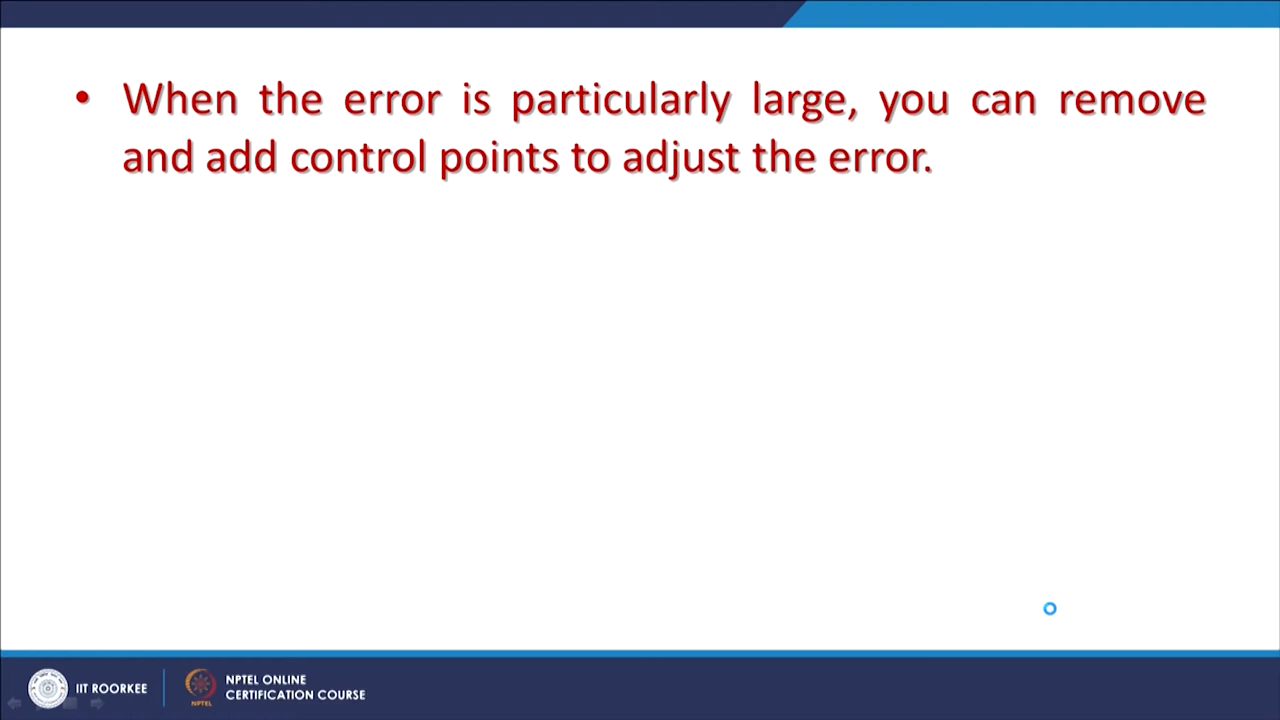 • When the error is particularly large, you can remove
and add control points to adjust the error.
IIT ROORKEE
NPTEL
NPTEL ONLINE
CERTIFICATION COURSE